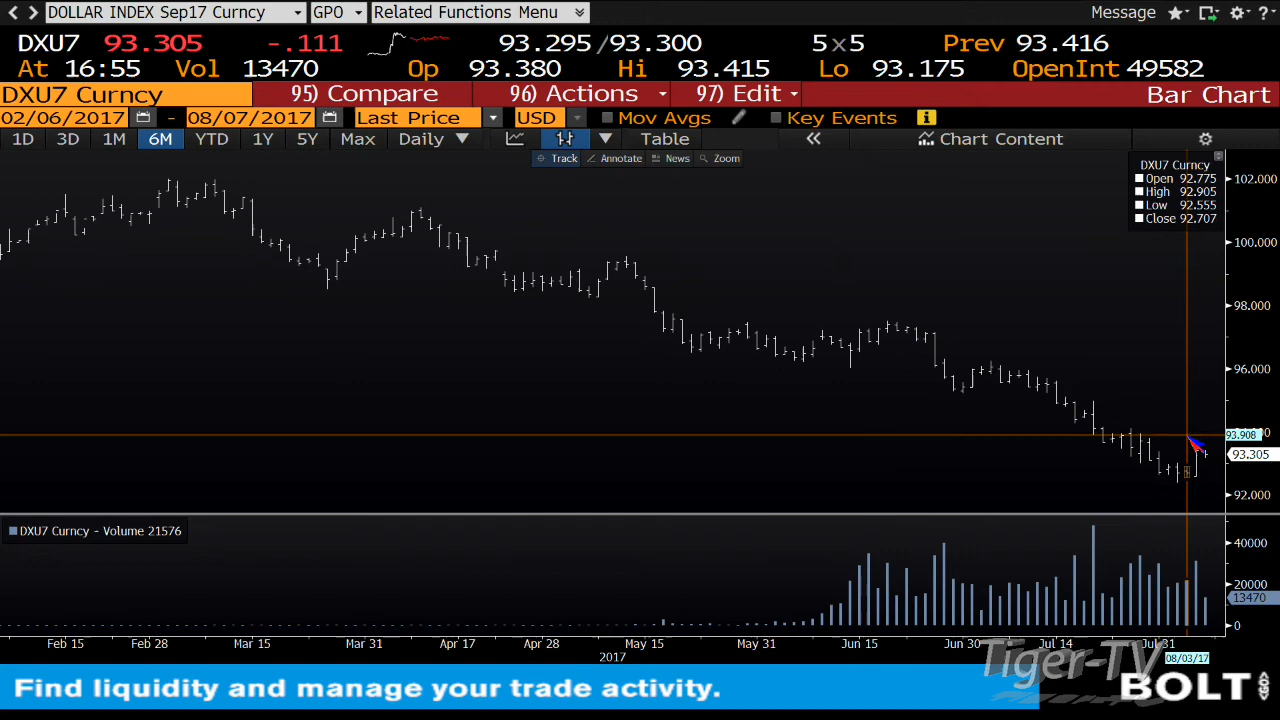 DOLLAR INDEX Sep17 Curncy GPO Related Functions Menu Message
DXU7 93.305 -.111 93.295/93.300 5x5 Prev 93.416
At 16:55 Vol 13470 Op 93.380 Hi 93.415 Lo 93.175 OpenInt 49582
DXU7 Curncy 95) Compare 96) Actions 97) Edit Bar Chart
02/06/2017 - 08/07/2017 Last Price USD Mov Avgs Key Events
1D 3D 1M 6M YTD 1Y 5Y Max Daily Table Chart Content
Track Annotate News Zoom
DXU7 Curncy
Open 92.775
High 92.905
Low 92.555
Close 92.707
102.000
100.000
98.000
96.000
93.908
93.305
92.000
DXU7 Curncy - Volume 21576
40000
20000
13470
0
Feb 15 Feb 28 Mar 15 Mar 31 Apr 17 Apr 28 May 15 May 31 Jun 15 Jun 30 Jul 14 Jul 31
2017 08/03/17
Tiger-TV
Find liquidity and manage your trade activity.
BOLT